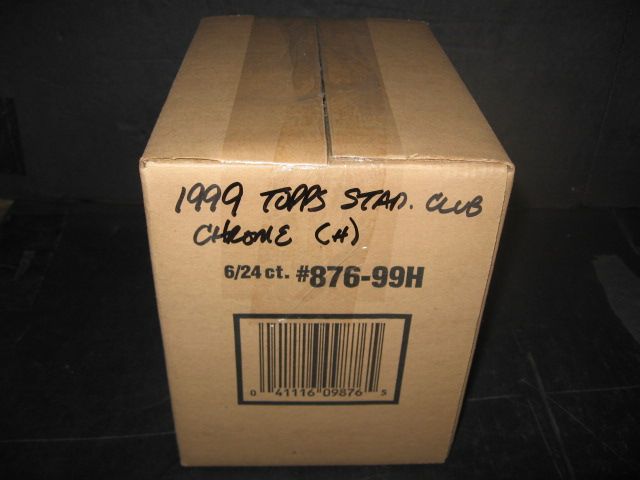 1999 TOPPS STAD. CLUB
CHROME (H)
6/24 ct. #876-99H
0 41116 09876 5